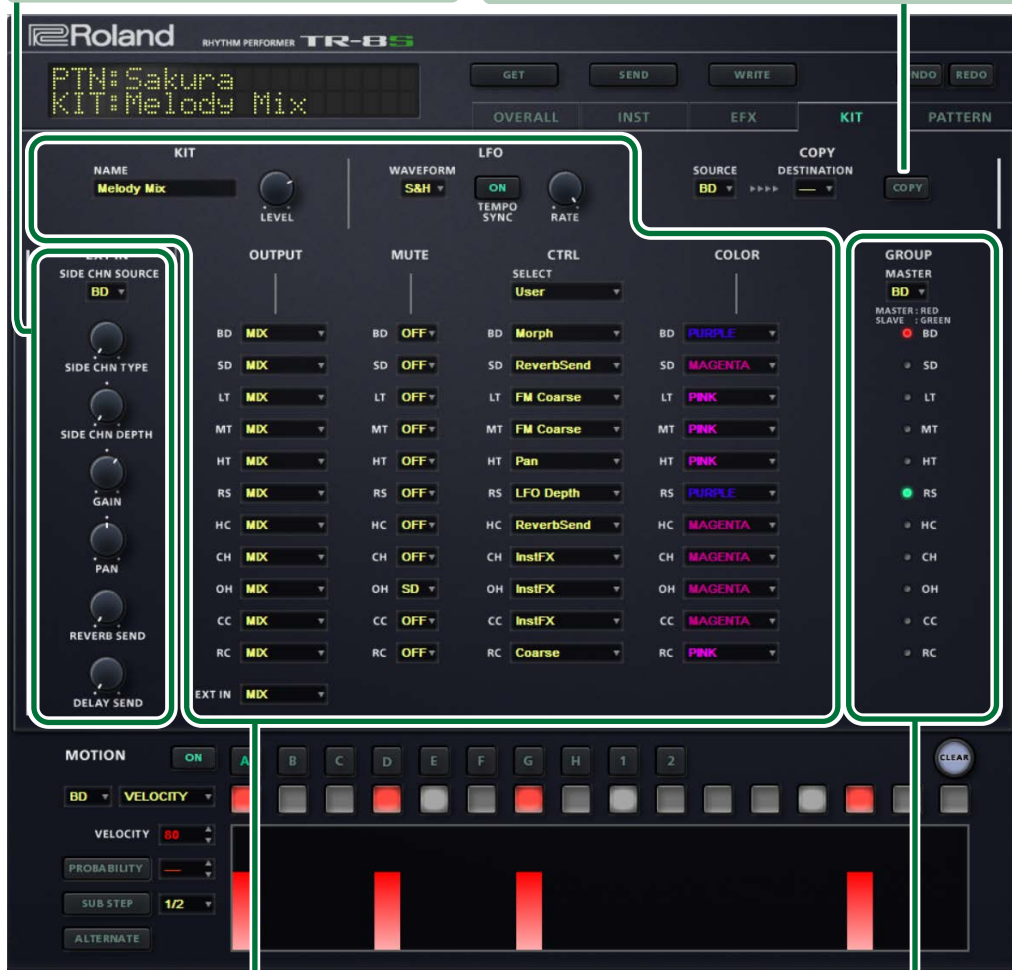 Roland RHYTHM PERFORMER TR-8S
PTN:Sakura
KIT:Melody Mix
GET SEND WRITE REDO
OVERALL INST EFX KIT PATTERN
KIT LFO COPY
NAME WAVEFORM SOURCE DESTINATION
Melody Mix S&H ON BD — COPY
LEVEL TEMPO SYNC RATE
OUTPUT MUTE CTRL COLOR GROUP
SIDE CHN SOURCE SELECT MASTER
BD User BD
MASTER : RED
SLAVE : GREEN
BD MIX BD OFF BD Morph BD PURPLE BD
SIDE CHN TYPE SD MIX SD OFF SD ReverbSend SD MAGENTA SD
LT MIX LT OFF LT FM Coarse LT PINK LT
SIDE CHN DEPTH MT MIX MT OFF MT FM Coarse MT PINK MT
HT MIX HT OFF HT Pan HT PINK HT
GAIN RS MIX RS OFF RS LFO Depth RS PURPLE RS
HC MIX HC OFF HC ReverbSend HC MAGENTA HC
PAN CH MIX CH OFF CH InstFX CH MAGENTA CH
OH MIX OH SD OH InstFX OH MAGENTA OH
REVERB SEND CC MIX CC OFF CC InstFX CC MAGENTA CC
RC MIX RC OFF RC Coarse RC PINK RC
DELAY SEND EXT IN MIX
MOTION ON A B C D E F G H 1 2 CLEAR
BD VELOCITY
VELOCITY 80
PROBABILITY —
SUB STEP 1/2
ALTERNATE